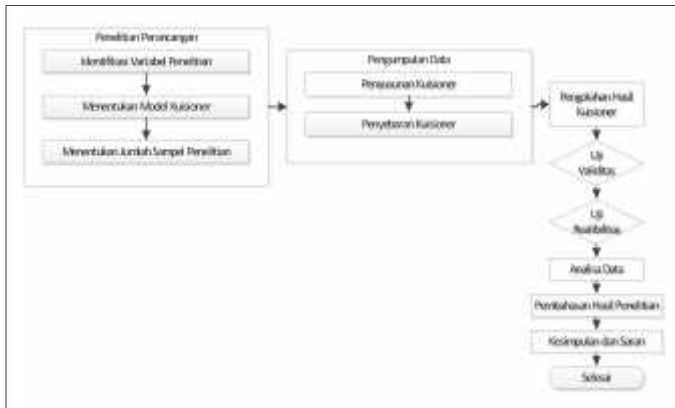 Penelitian Perancangan
Identifikasi Variabel Penelitian
Menentukan Model Kuisioner
Menentukan Jumlah Sampel Penelitian
Pengumpulan Data
Penyusunan Kuisioner
Penyebaran Kuisioner
Pengolahan Hasil
Kuisioner
Uji
Validitas
Uji
Realibilitas
Analisa Data
Pembahasan Hasil Penelitian
Kesimpulan dan Saran
Selesai